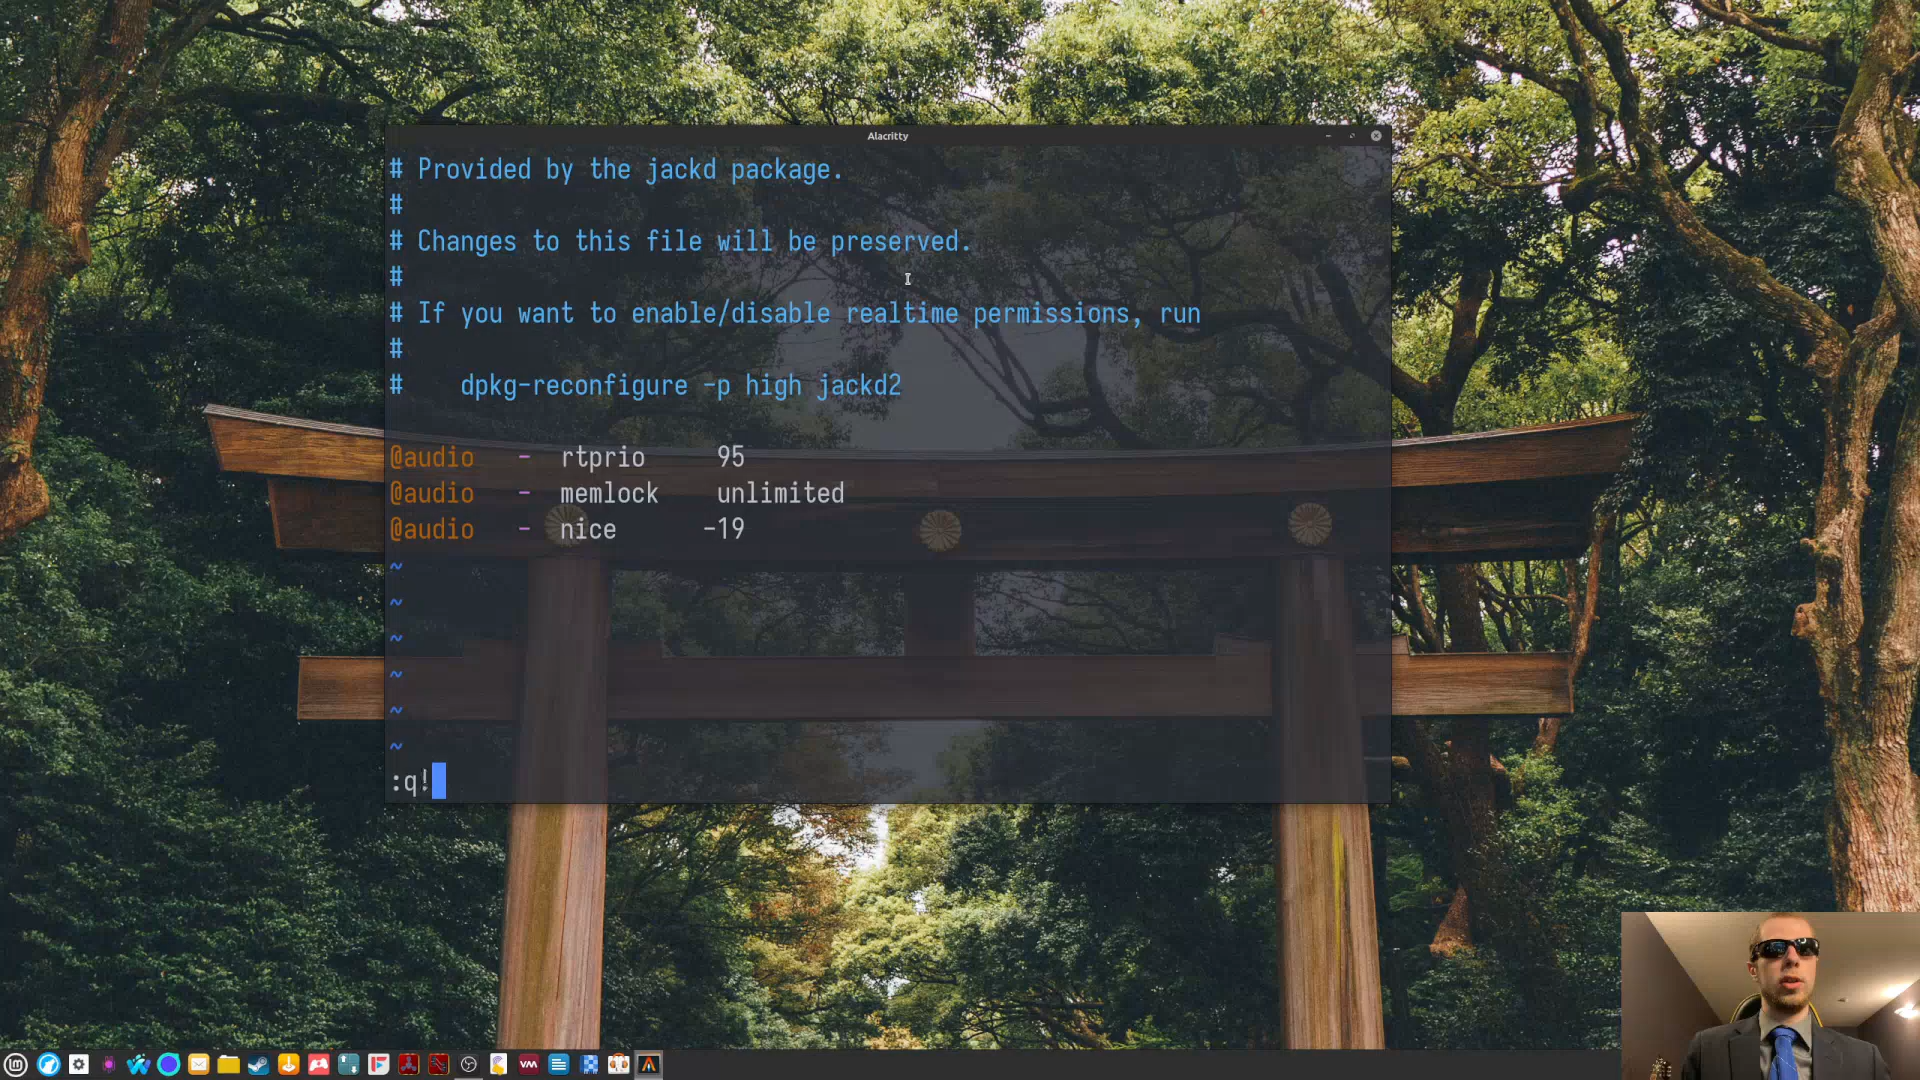 Alacritty
# Provided by the jackd package.
#
# Changes to this file will be preserved.
#
# If you want to enable/disable realtime permissions, run
#
#    dpkg-reconfigure -p high jackd2
@audio   -  rtprio     95
@audio   -  memlock    unlimited
@audio   -  nice      -19
~
~
~
~
~
~
:q!